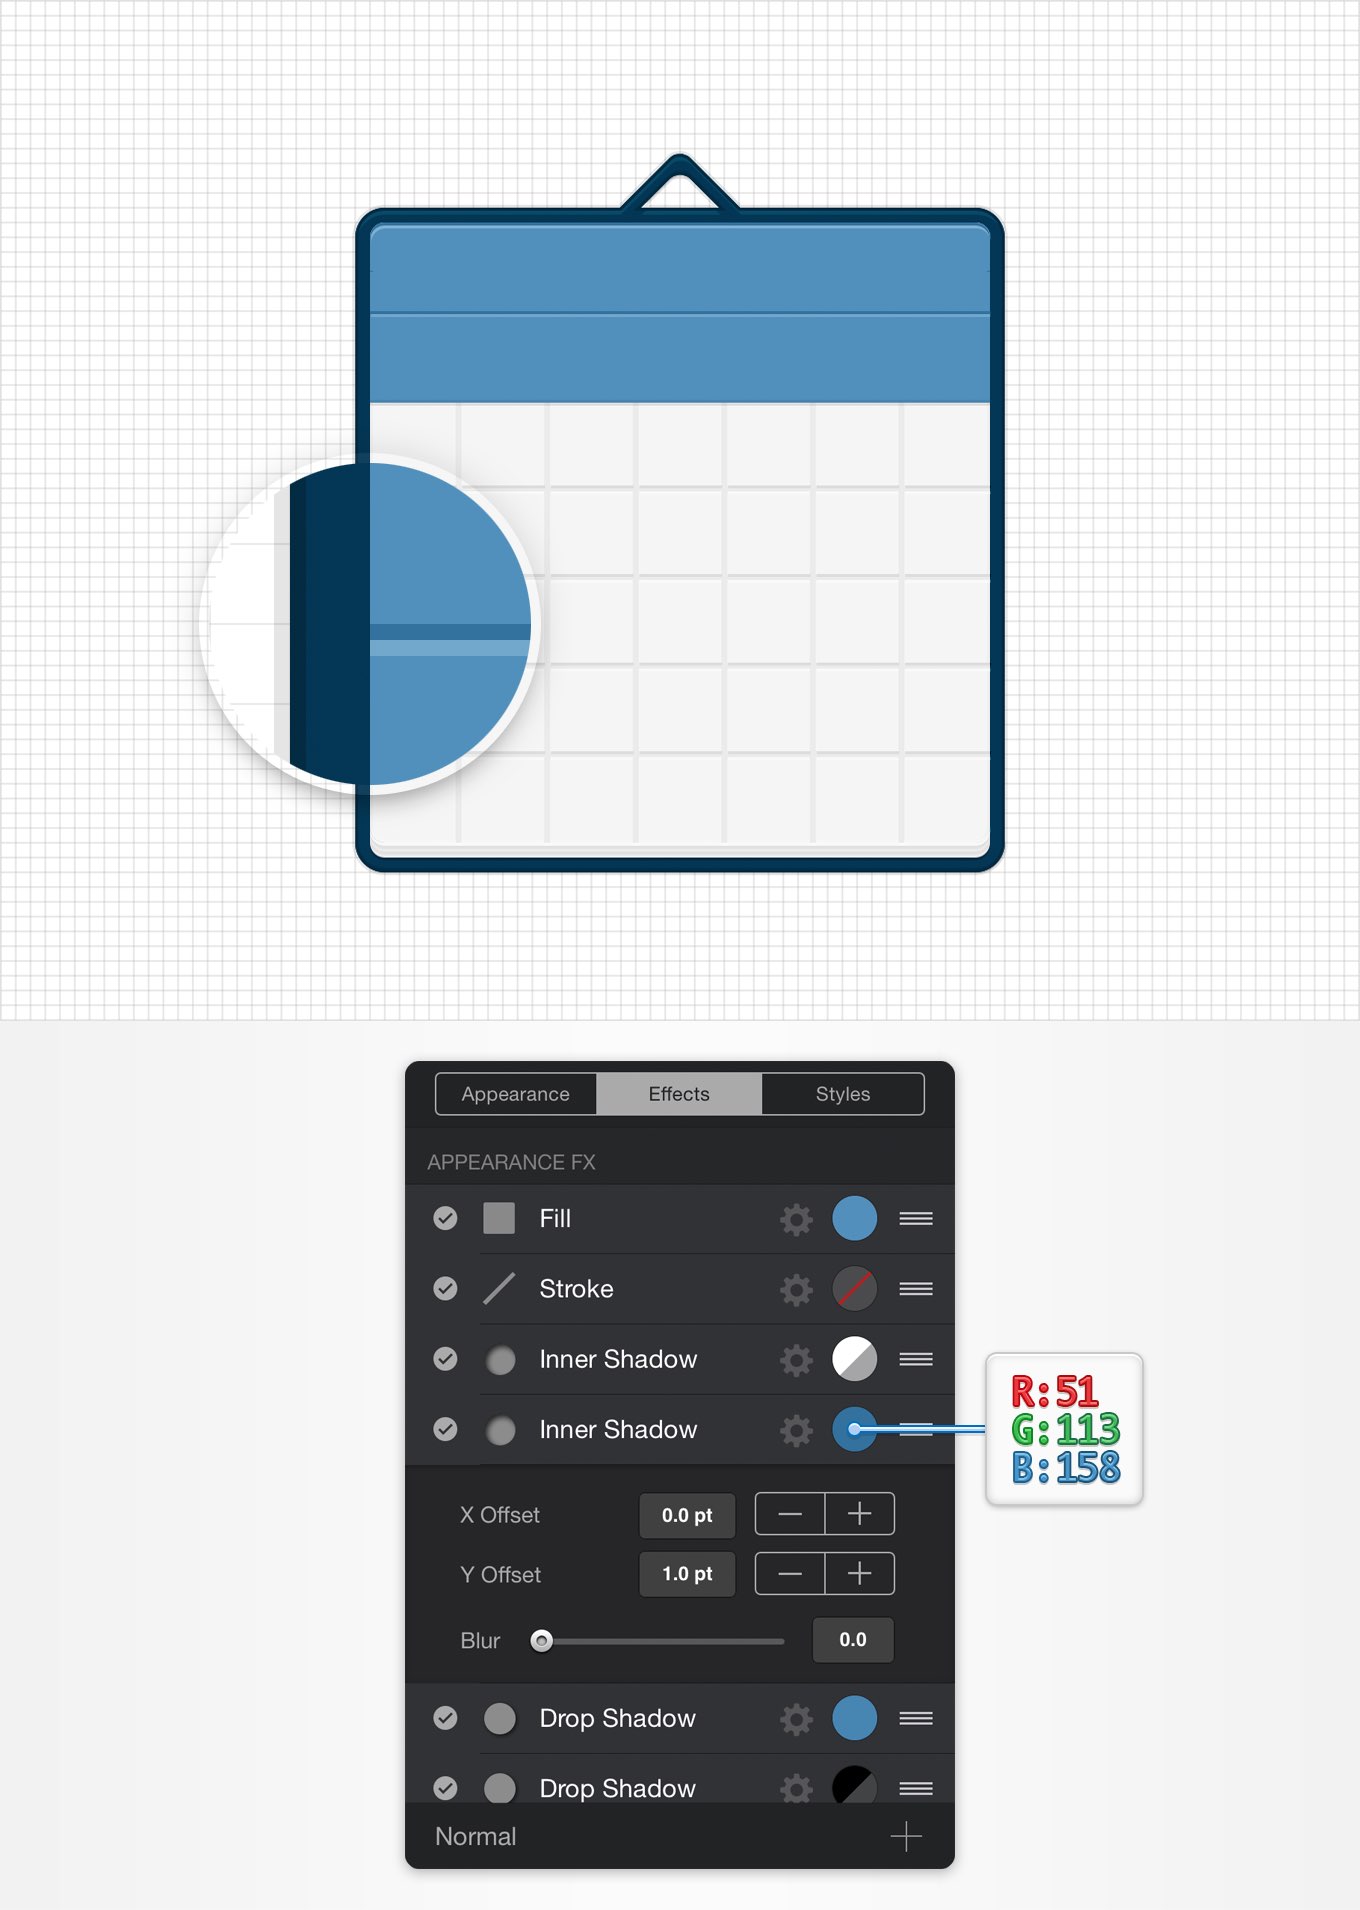 Appearance Effects Styles
APPEARANCE FX
Fill
Stroke
Inner Shadow
Inner Shadow
R:51
G:113
B:158
X Offset 0.0 pt
Y Offset 1.0 pt
Blur 0.0
Drop Shadow
Drop Shadow
Normal